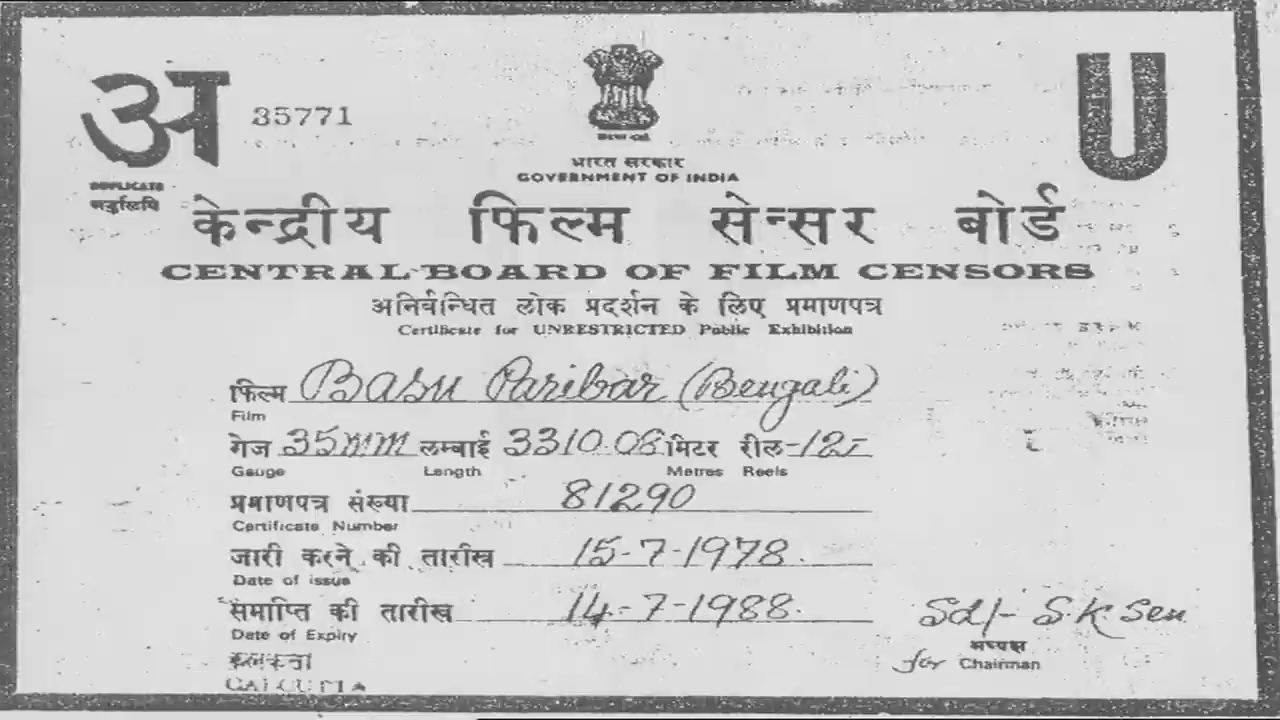 अ
35771
U
DUPLICATE
भारत सरकार
GOVERNMENT OF INDIA
केन्द्रीय फिल्म सेन्सर बोर्ड
CENTRAL BOARD OF FILM CENSORS
अनिर्बन्धित लोक प्रदर्शन के लिए प्रमाणपत्र
Certificate for UNRESTRICTED Public Exhibition
फिल्म Basu Paribar (Bengali)
Film
गेज 35mm लम्बाई 3310.08 मिटर रील -12-
Gauge Length Metres Reels
प्रमाणपत्र संख्या 81290
Certificate Number
जारी करने की तारीख 15-7-1978.
Date of issue
समाप्ति की तारीख 14-7-1988.
Date of Expiry
Sd/- S K Sen
अध्यक्ष
for Chairman
कलकत्ता
CALCUTTA